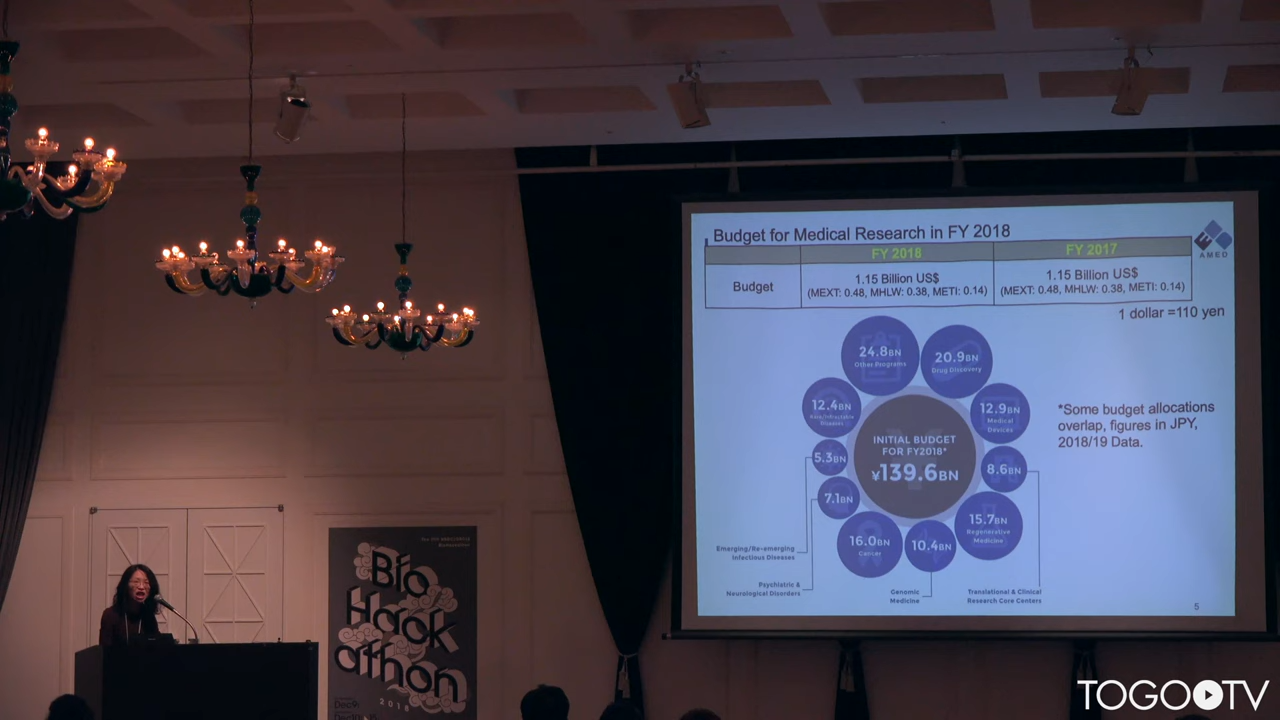 Budget for Medical Research in FY 2018
AMED
FY 2018
FY 2017
Budget
1.15 Billion US$
(MEXT: 0.48, MHLW: 0.38, METI: 0.14)
1.15 Billion US$
(MEXT: 0.48, MHLW: 0.38, METI: 0.14)
1 dollar =110 yen
24.8BN
Other Programs
20.9BN
Drug Discovery
12.4BN
Rare/Intractable
Diseases
12.9BN
Medical
Devices
INITIAL BUDGET
FOR FY2018*
¥139.6BN
5.3BN
8.6BN
7.1BN
15.7BN
Regenerative
Medicine
16.0BN
Cancer
10.4BN
Emerging/Re-emerging
Infectious Diseases
Psychiatric &
Neurological Disorders
Genomic
Medicine
Translational & Clinical
Research Core Centers
*Some budget allocations
overlap, figures in JPY,
2018/19 Data.
5
Bio
Hack
athon
2018
TOGOTV